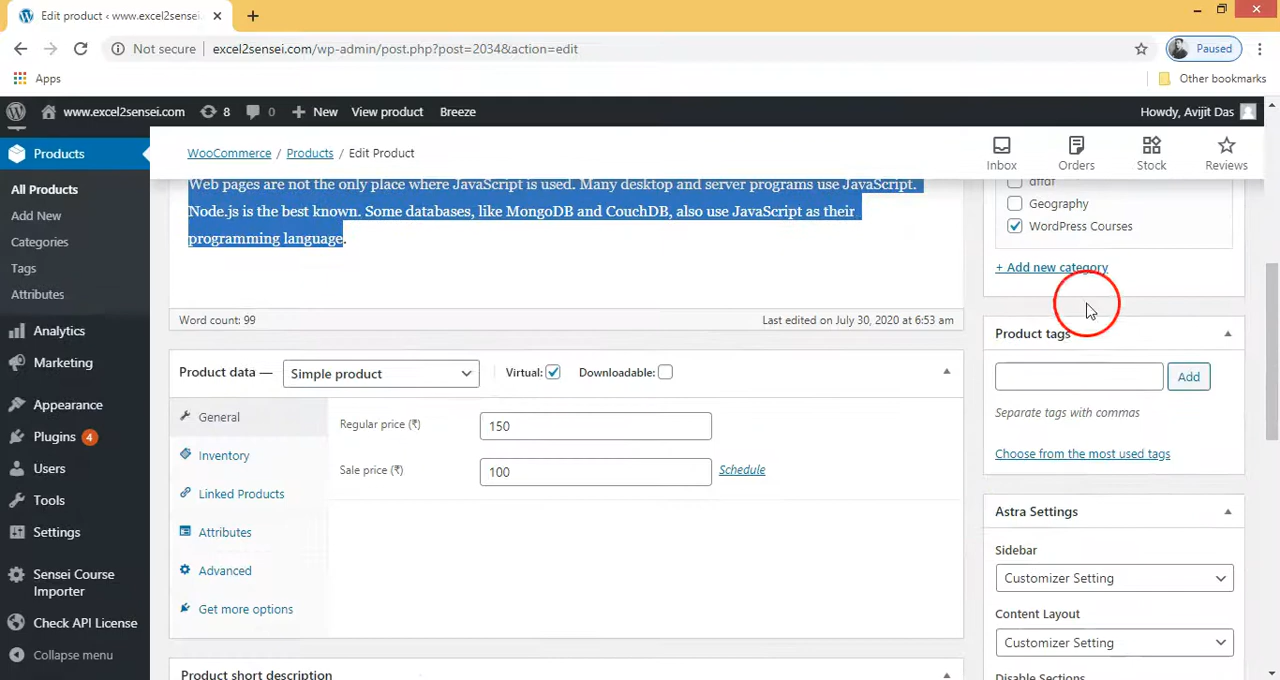 Edit product ‹ www.excel2sensei.
Not secure
excel2sensei.com/wp-admin/post.php?post=2034&action=edit
Paused
Apps
Other bookmarks
www.excel2sensei.com
8
0
New
View product
Breeze
Howdy, Avijit Das
Products
All Products
Add New
Categories
Tags
Attributes
Analytics
Marketing
Appearance
Plugins 4
Users
Tools
Settings
Sensei Course
Importer
Check API License
Collapse menu
WooCommerce / Products / Edit Product
Inbox
Orders
Stock
Reviews
Web pages are not the only place where JavaScript is used. Many desktop and server programs use JavaScript.
Node.js is the best known. Some databases, like MongoDB and CouchDB, also use JavaScript as their
programming language.
Word count: 99
Last edited on July 30, 2020 at 6:53 am
Product data — Simple product
Virtual:
Downloadable:
General
Inventory
Linked Products
Attributes
Advanced
Get more options
Regular price (₹)
150
Sale price (₹)
100
Schedule
Product short description
Geography
WordPress Courses
+ Add new category
Product tags
Add
Separate tags with commas
Choose from the most used tags
Astra Settings
Sidebar
Customizer Setting
Content Layout
Customizer Setting
Disable Sections